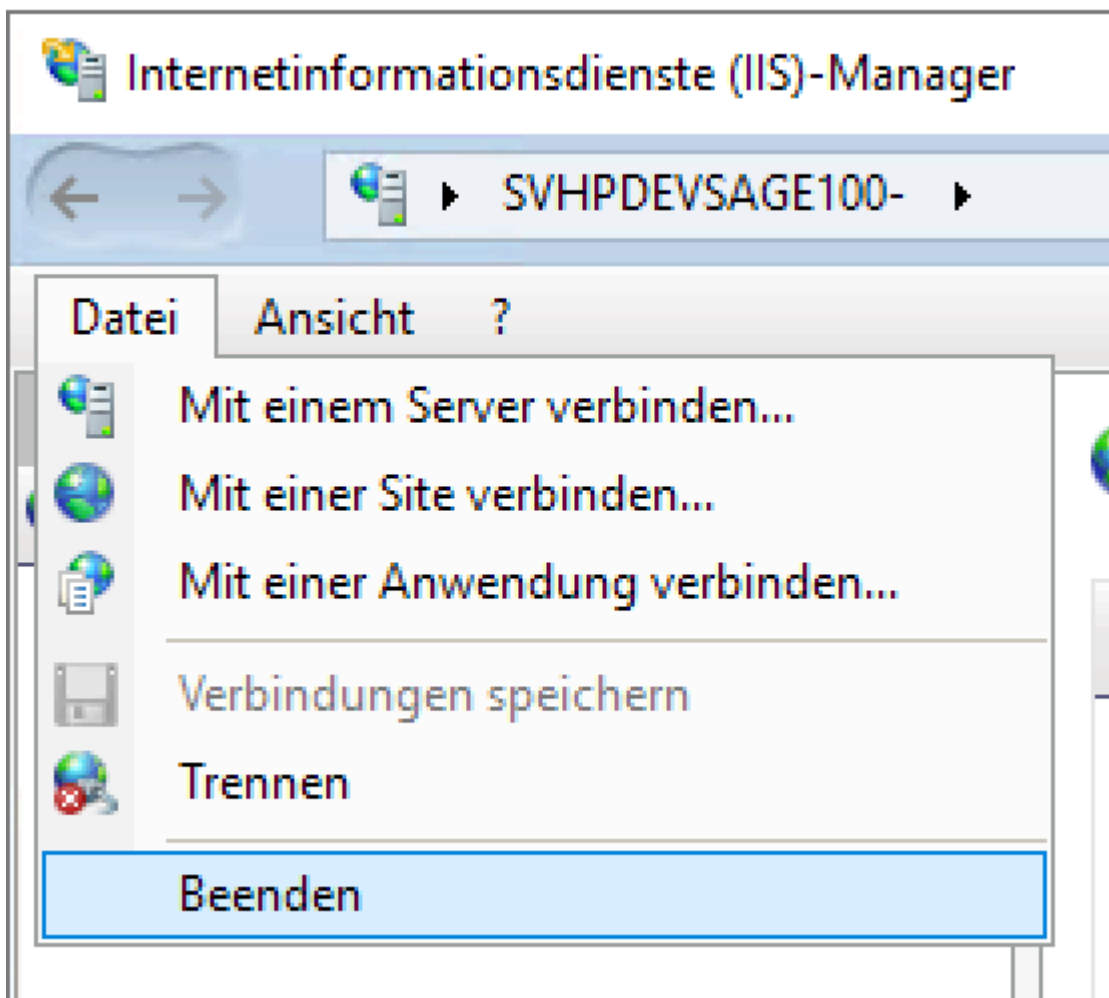 Internetinformationsdienste (IIS)-Manager
SVHPDEVSAGE100-
Datei Ansicht ?
Mit einem Server verbinden...
Mit einer Site verbinden...
Mit einer Anwendung verbinden...
Verbindungen speichern
Trennen
Beenden